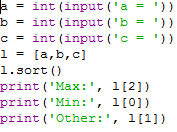 a = int(input('a = '))
b = int(input('b = '))
c = int(input('c = '))
l = [a,b,c]
l.sort()
print('Max:', l[2])
print('Min:', l[0])
print('Other:', l[1])